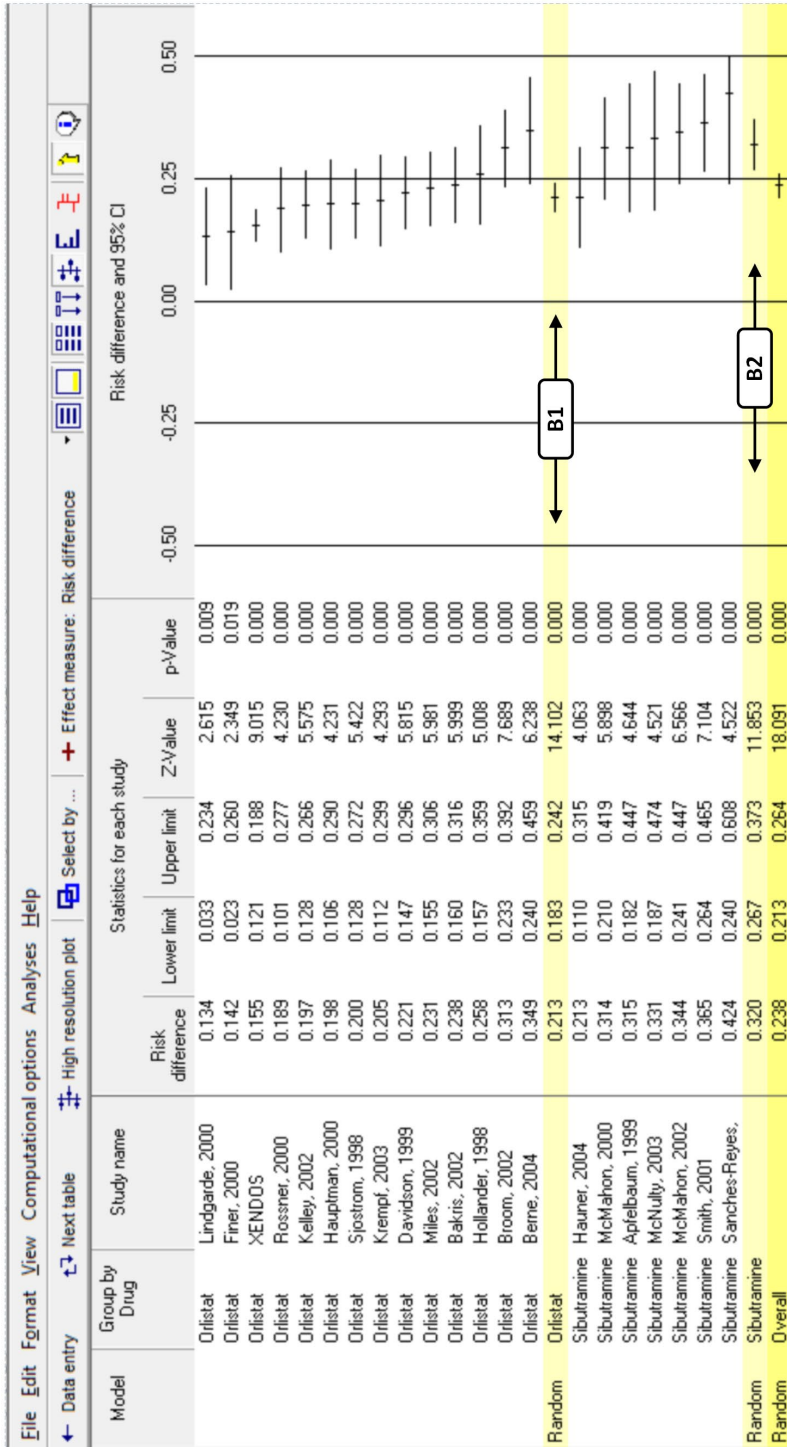 File Edit Format View Computational options Analyses Help
Data entry Next table High resolution plot Select by ... Effect measure: Risk difference
Model Group by Drug Study name Statistics for each study Risk difference and 95% CI
Risk difference Lower limit Upper limit Z-Value p-Value -0.50 -0.25 0.00 0.25 0.50
Orlistat Lindgarde, 2000 0.134 0.033 0.234 2.615 0.009
Orlistat Finer, 2000 0.142 0.023 0.260 2.349 0.019
Orlistat XENDOS 0.155 0.121 0.188 9.015 0.000
Orlistat Rossner, 2000 0.189 0.101 0.277 4.230 0.000
Orlistat Kelley, 2002 0.197 0.128 0.266 5.575 0.000
Orlistat Hauptman, 2000 0.198 0.106 0.290 4.231 0.000
Orlistat Sjostrom, 1998 0.200 0.128 0.272 5.422 0.000
Orlistat Krempf, 2003 0.205 0.112 0.299 4.293 0.000
Orlistat Davidson, 1999 0.221 0.147 0.296 5.815 0.000
Orlistat Miles, 2002 0.231 0.155 0.306 5.981 0.000
Orlistat Bakris, 2002 0.238 0.160 0.316 5.999 0.000
Orlistat Hollander, 1998 0.258 0.157 0.359 5.008 0.000
Orlistat Broom, 2002 0.313 0.233 0.392 7.689 0.000
Orlistat Berne, 2004 0.349 0.240 0.459 6.238 0.000
Random Orlistat 0.213 0.183 0.242 14.102 0.000 B1
Sibutramine Hauner, 2004 0.213 0.110 0.315 4.063 0.000
Sibutramine McMahon, 2000 0.314 0.210 0.419 5.898 0.000
Sibutramine Apfelbaum, 1999 0.315 0.182 0.447 4.644 0.000
Sibutramine McNulty, 2003 0.331 0.187 0.474 4.521 0.000
Sibutramine McMahon, 2002 0.344 0.241 0.447 6.566 0.000
Sibutramine Smith, 2001 0.365 0.264 0.465 7.104 0.000
Sibutramine Sanches-Reyes, 0.424 0.240 0.608 4.522 0.000
Random Sibutramine 0.320 0.267 0.373 11.853 0.000 B2
Random Overall 0.238 0.213 0.264 18.091 0.000